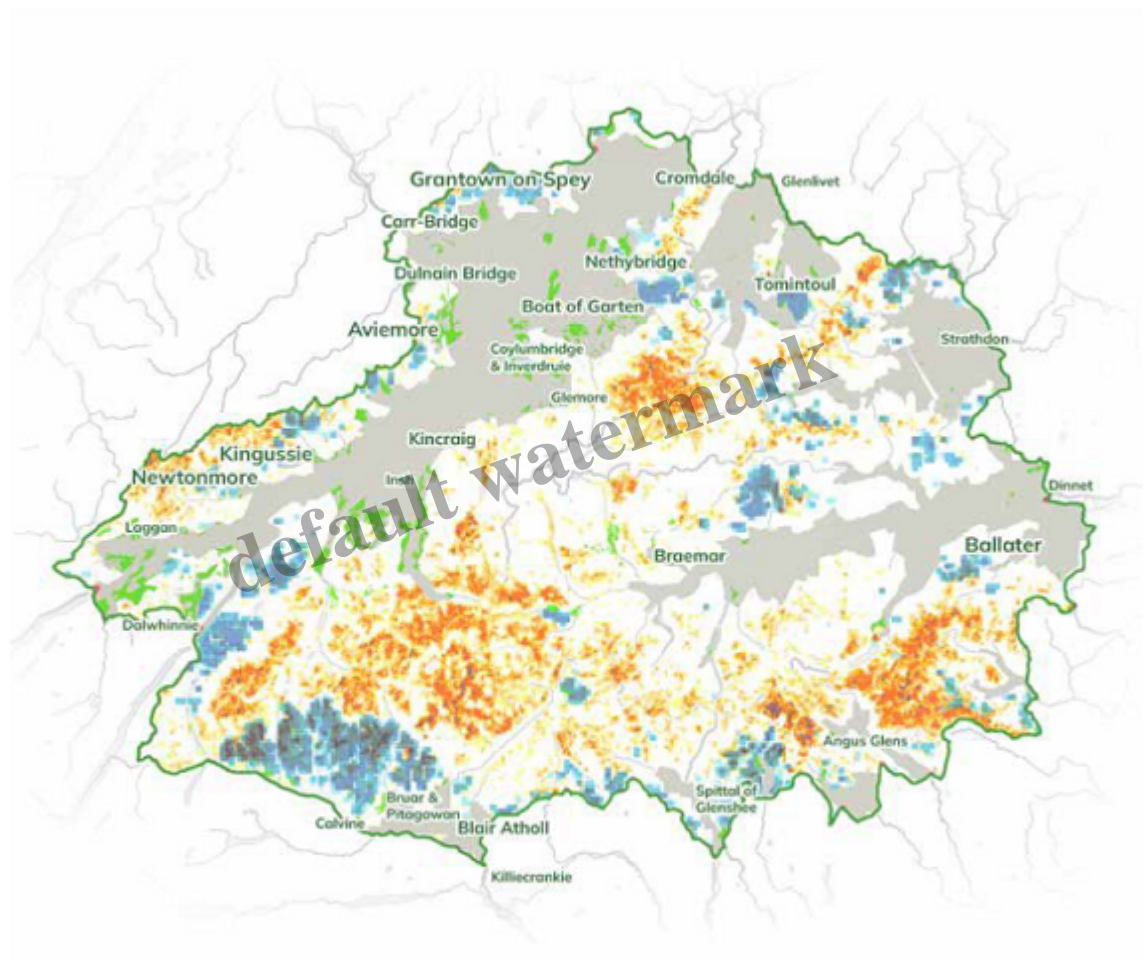 Grantown on Spey
Cromdale
Glenlivet
Carr-Bridge
Nethybridge
Dulnain Bridge
Tomintoul
Boat of Garten
Aviemore
Strathdon
Coylumbridge
& Inverdruie
Glemore
Kincraig
Kingussie
Newtonmore
Insh
Dinnet
Laggan
default watermark
Ballater
Braemar
Dalwhinnie
Angus Glens
Spittal of
Glenshee
Bruar &
Pitagowan
Calvine
Blair Atholl
Killiecrankie